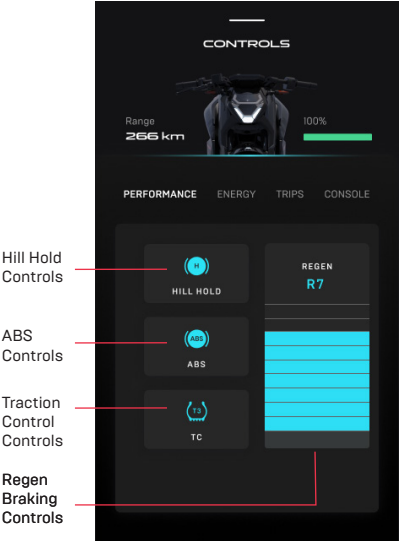 CONTROLS
Range
266 km
100%
PERFORMANCE ENERGY TRIPS CONSOLE
Hill Hold
Controls
H
HILL HOLD
REGEN
R7
ABS
Controls
ABS
ABS
Traction
Control
Controls
T3
TC
Regen
Braking
Controls